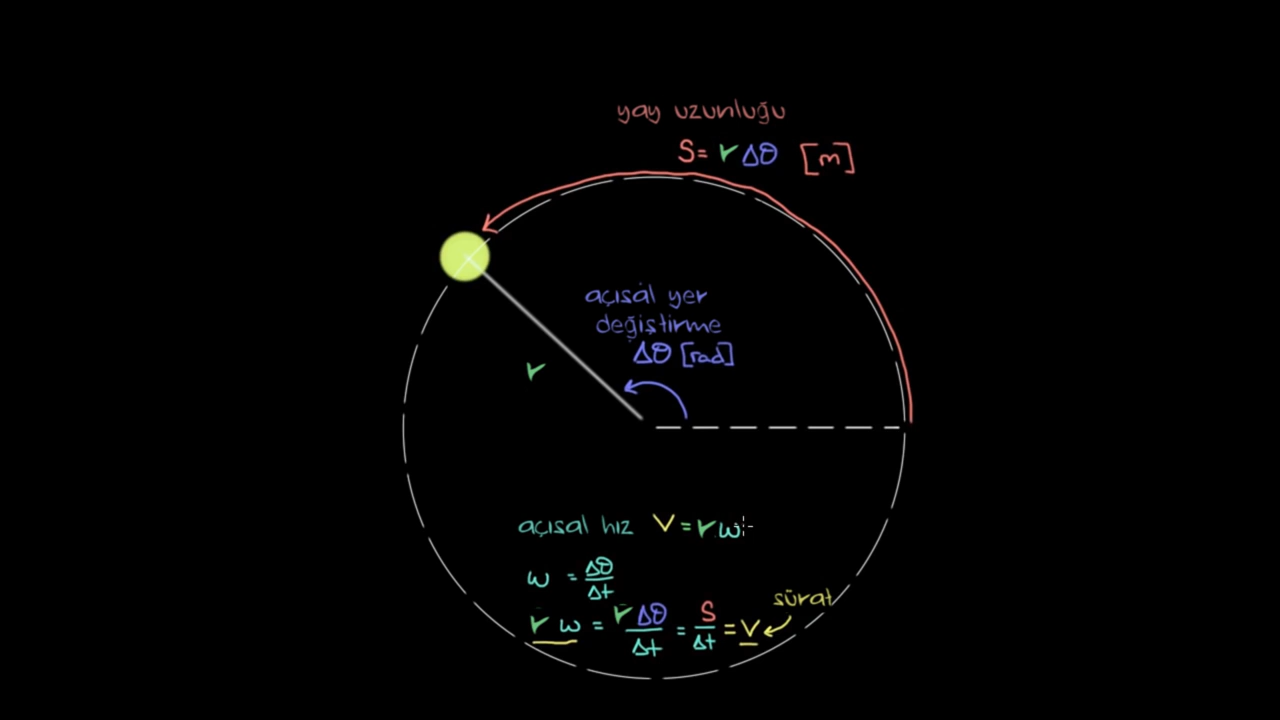 yay uzunluğu
S = r Δθ [m]
açısal yer
değiştirme
Δθ [rad]
r
açısal hız V = r ω
ω = Δθ/Δt
sürat
r ω = r Δθ/Δt = S/Δt = V